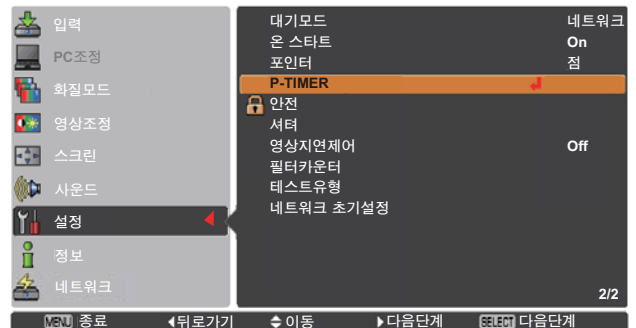 입력
PC조정
화질모드
영상조정
스크린
사운드
설정
정보
네트워크
대기모드 네트워크
온 스타트 On
포인터 점
P-TIMER
안전
셔텨
영상지연제어 Off
필터카운터
테스트유형
네트워크 초기설정
2/2
MENU 종료 뒤로가기 이동 다음단계 SELECT 다음단계